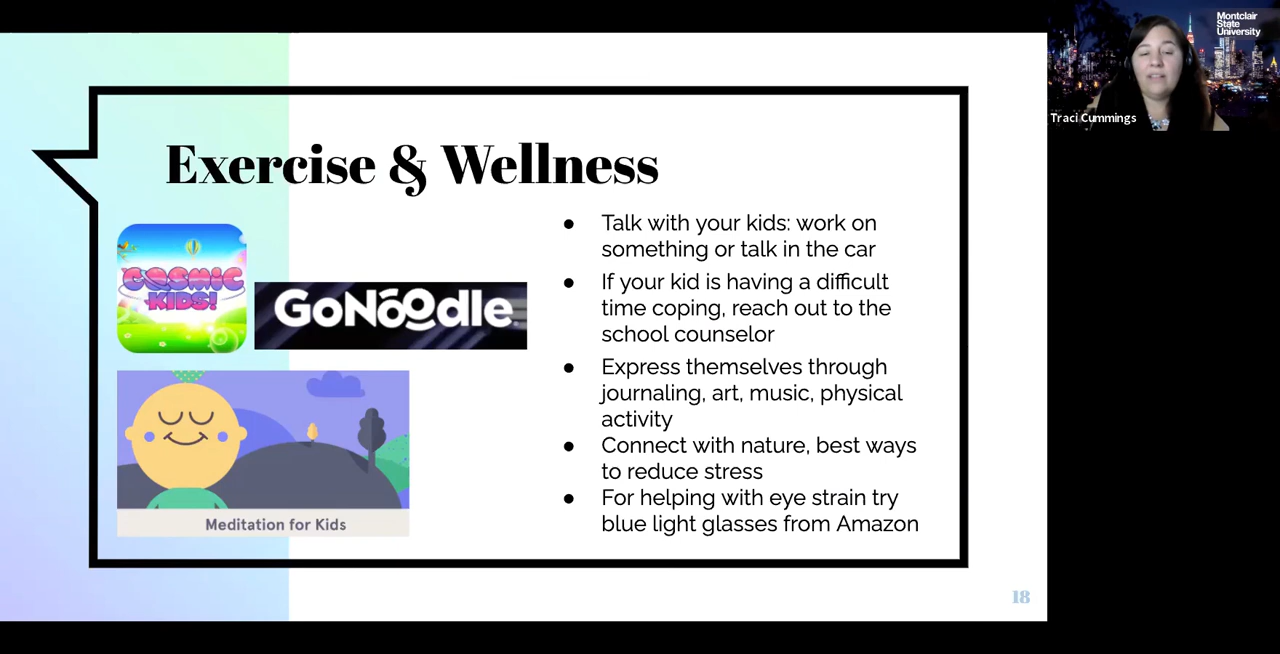 Montclair
State
University
Traci Cummings
Exercise & Wellness
COSMIC
KIDS!
GoNoodle
Meditation for Kids
● Talk with your kids: work on
something or talk in the car
● If your kid is having a difficult
time coping, reach out to the
school counselor
● Express themselves through
journaling, art, music, physical
activity
● Connect with nature, best ways
to reduce stress
● For helping with eye strain try
blue light glasses from Amazon
18